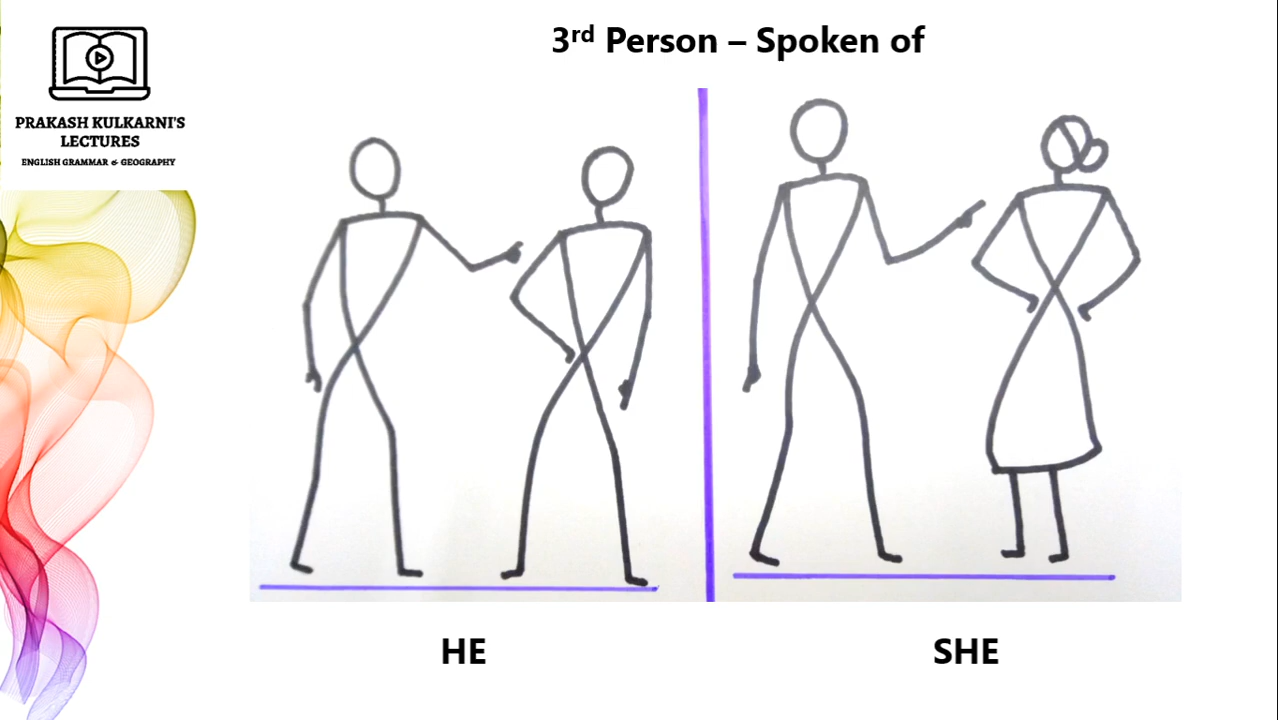 3rd Person – Spoken of
PRAKASH KULKARNI'S
LECTURES
ENGLISH GRAMMAR & GEOGRAPHY
HE
SHE